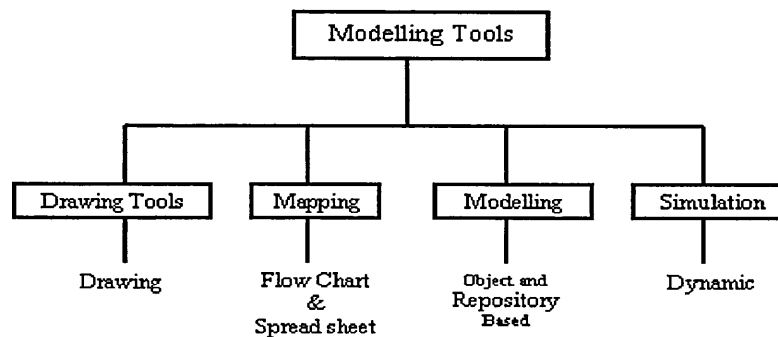 Modelling Tools
Drawing Tools
Mapping
Modelling
Simulation
Drawing
Flow Chart
&
Spread sheet
Object and
Repository
Based
Dynamic